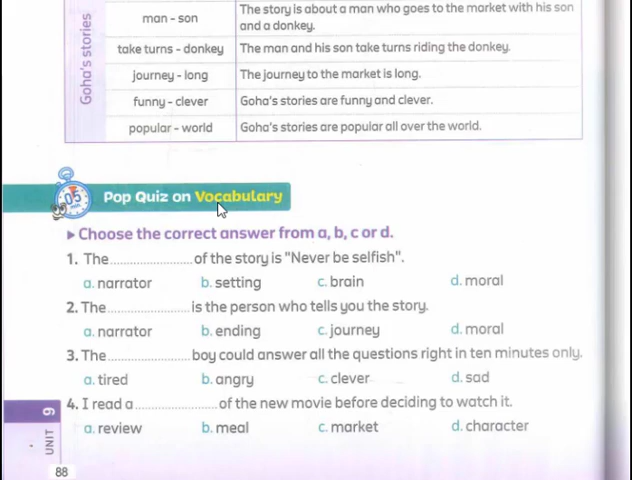 Goha's stories
man - son
The story is about a man who goes to the market with his son
and a donkey.
take turns - donkey
The man and his son take turns riding the donkey.
journey - long
The journey to the market is long.
funny - clever
Goha's stories are funny and clever.
popular - world
Goha's stories are popular all over the world.
05
min
Pop Quiz on Vocabulary
▶ Choose the correct answer from a, b, c or d.
1. The ...................... of the story is "Never be selfish".
a. narrator b. setting c. brain d. moral
2. The ...................... is the person who tells you the story.
a. narrator b. ending c. journey d. moral
3. The ...................... boy could answer all the questions right in ten minutes only.
a. tired b. angry c. clever d. sad
4. I read a ...................... of the new movie before deciding to watch it.
a. review b. meal c. market d. character
UNIT 9
88